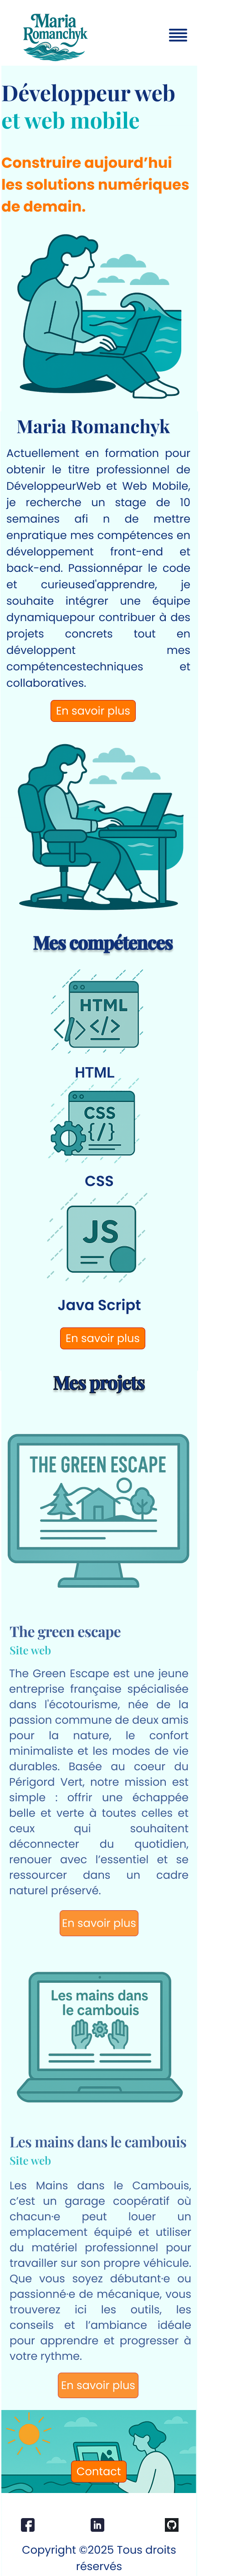 Maria
Romanchyk
Développeur web
et web mobile
Construire aujourd’hui
les solutions numériques
de demain.
Maria Romanchyk
Actuellement en formation pour
obtenir le titre professionnel de
DéveloppeurWeb et Web Mobile,
je recherche un stage de 10
semaines afi n de mettre
enpratique mes compétences en
développement front-end et
back-end. Passionnépar le code
et curieused'apprendre, je
souhaite intégrer une équipe
dynamiquepour contribuer à des
projets concrets tout en
développent mes
compétencestechniques et
collaboratives.
En savoir plus
Mes compétences
HTML
</>
HTML
CSS
{/}
CSS
JS
Java Script
En savoir plus
Mes projets
THE GREEN ESCAPE
The green escape
Site web
The Green Escape est une jeune
entreprise française spécialisée
dans l'écotourisme, née de la
passion commune de deux amis
pour la nature, le confort
minimaliste et les modes de vie
durables. Basée au coeur du
Périgord Vert, notre mission est
simple : offrir une échappée
belle et verte à toutes celles et
ceux qui souhaitent
déconnecter du quotidien,
renouer avec l’essentiel et se
ressourcer dans un cadre
naturel préservé.
En savoir plus
Les mains dans
le cambouis
Les mains dans le cambouis
Site web
Les Mains dans le Cambouis,
c’est un garage coopératif où
chacun·e peut louer un
emplacement équipé et utiliser
du matériel professionnel pour
travailler sur son propre véhicule.
Que vous soyez débutant·e ou
passionné·e de mécanique, vous
trouverez ici les outils, les
conseils et l’ambiance idéale
pour apprendre et progresser à
votre rythme.
En savoir plus
Contact
Copyright ©2025 Tous droits
réservés